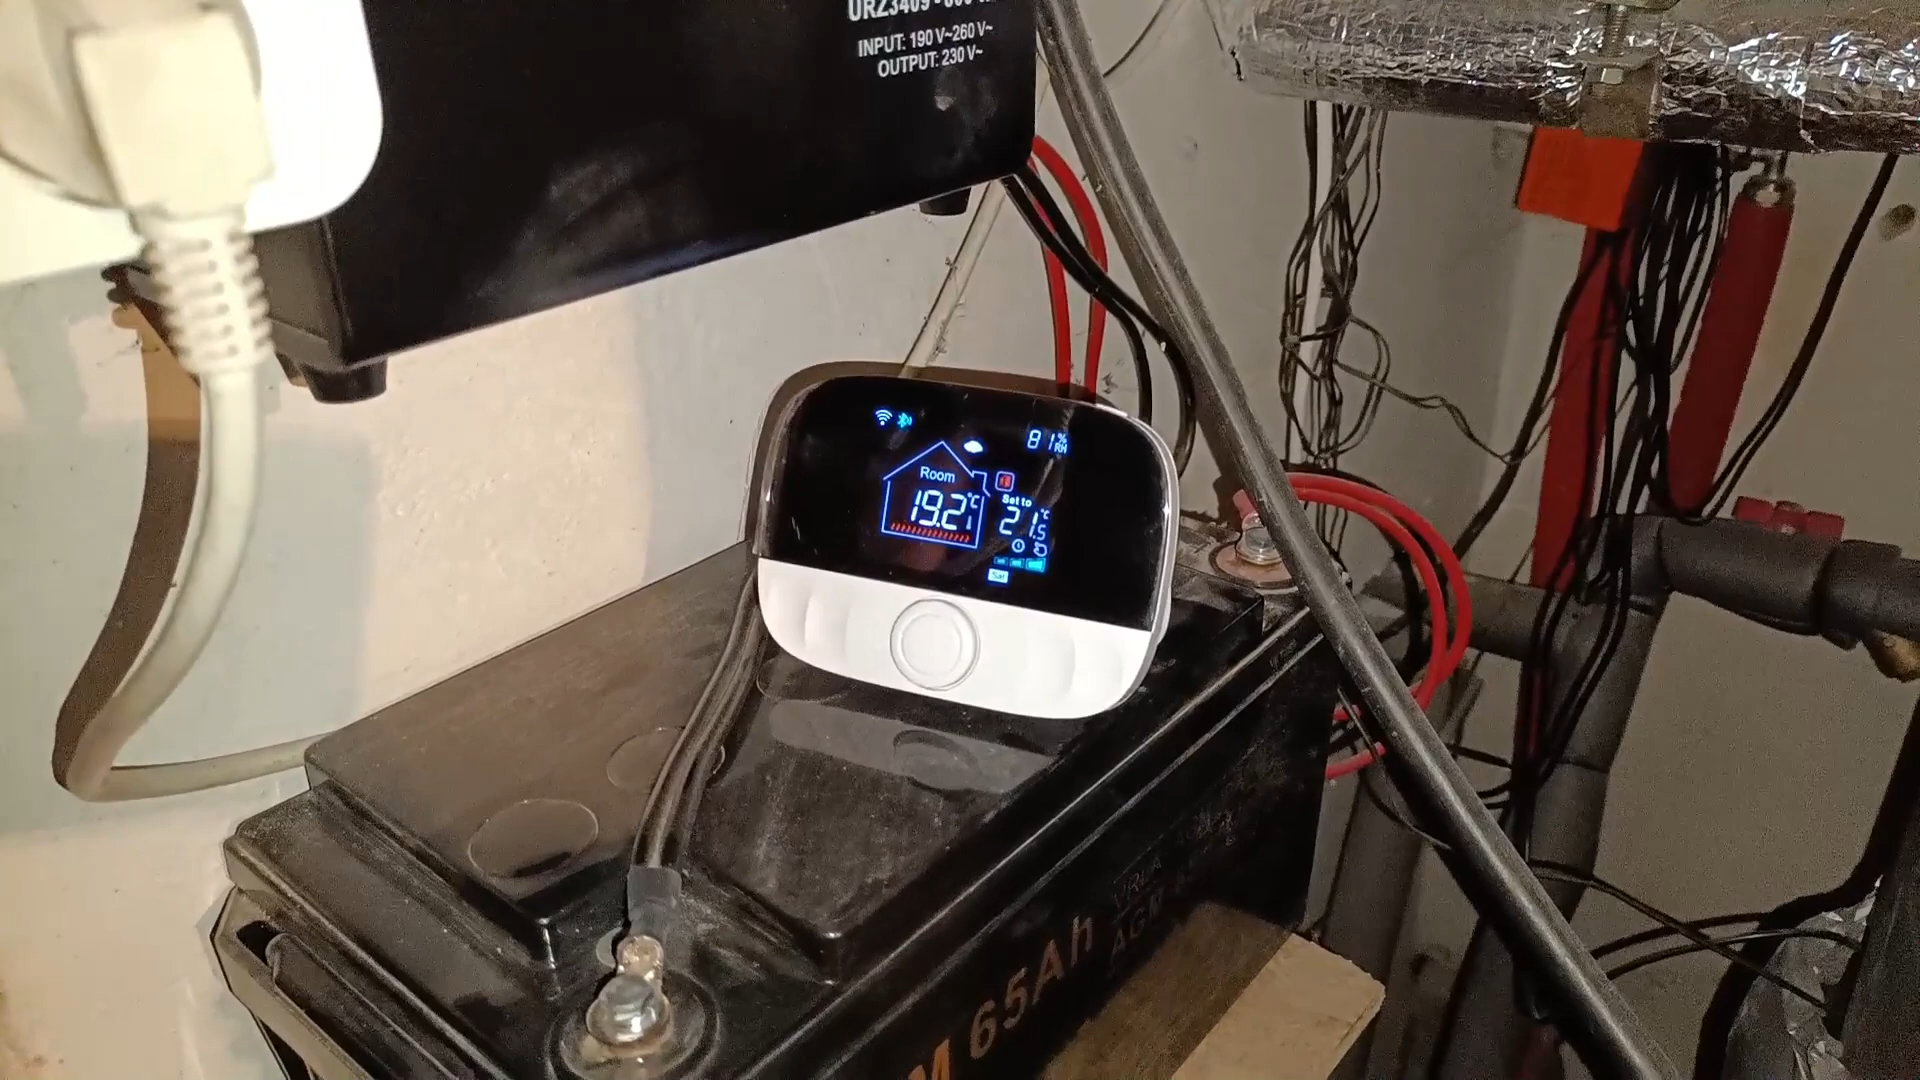 INPUT: 190 V~260 V~
OUTPUT: 230 V~
81%
RH
Room
19.2°C
Set to
21.5°C
Sat
65Ah
VRLA
AGM